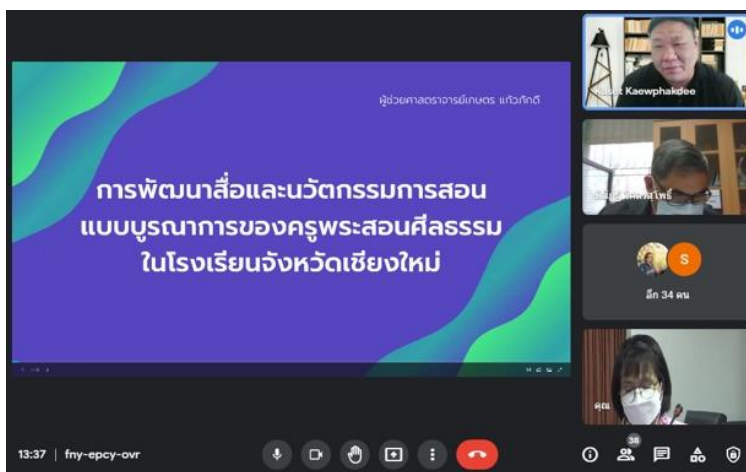 ผู้ช่วยศาสตราจารย์เกษตร แก้วภักดี
การพัฒนาสื่อและนวัตกรรมการสอน
แบบบูรณาการของครูพระสอนศีลธรรม
ในโรงเรียนจังหวัดเชียงใหม่
Kaset Kaewphakdee
S
อีก 34 คน
คุณ
13:37 | fny-epcy-ovr
38